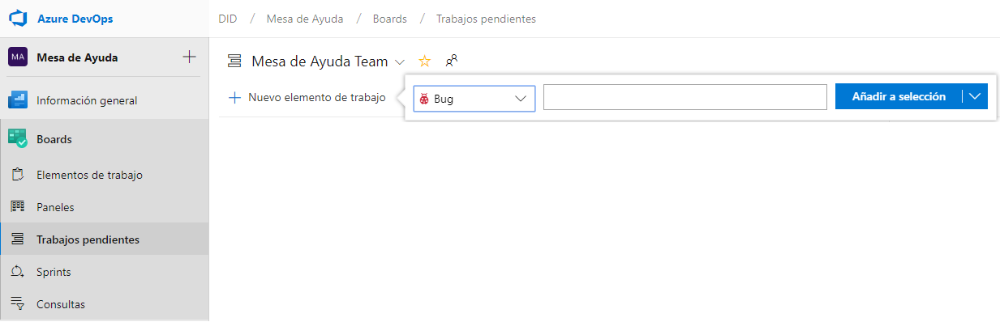 Azure DevOps
DID / Mesa de Ayuda / Boards / Trabajos pendientes
MA Mesa de Ayuda
Mesa de Ayuda Team
Información general
Nuevo elemento de trabajo
Bug
Añadir a selección
Boards
Elementos de trabajo
Paneles
Trabajos pendientes
Sprints
Consultas